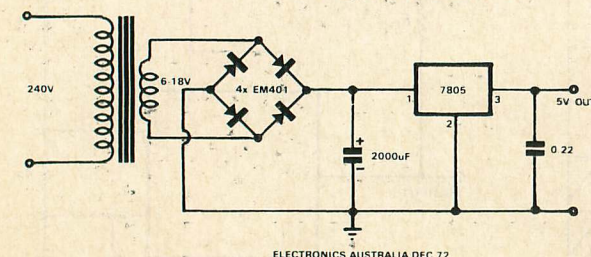 240V
6-18V
4x EM401
1
7805
3
2
5V OUT
+
2000uF
-
0.22
ELECTRONICS AUSTRALIA DEC 72